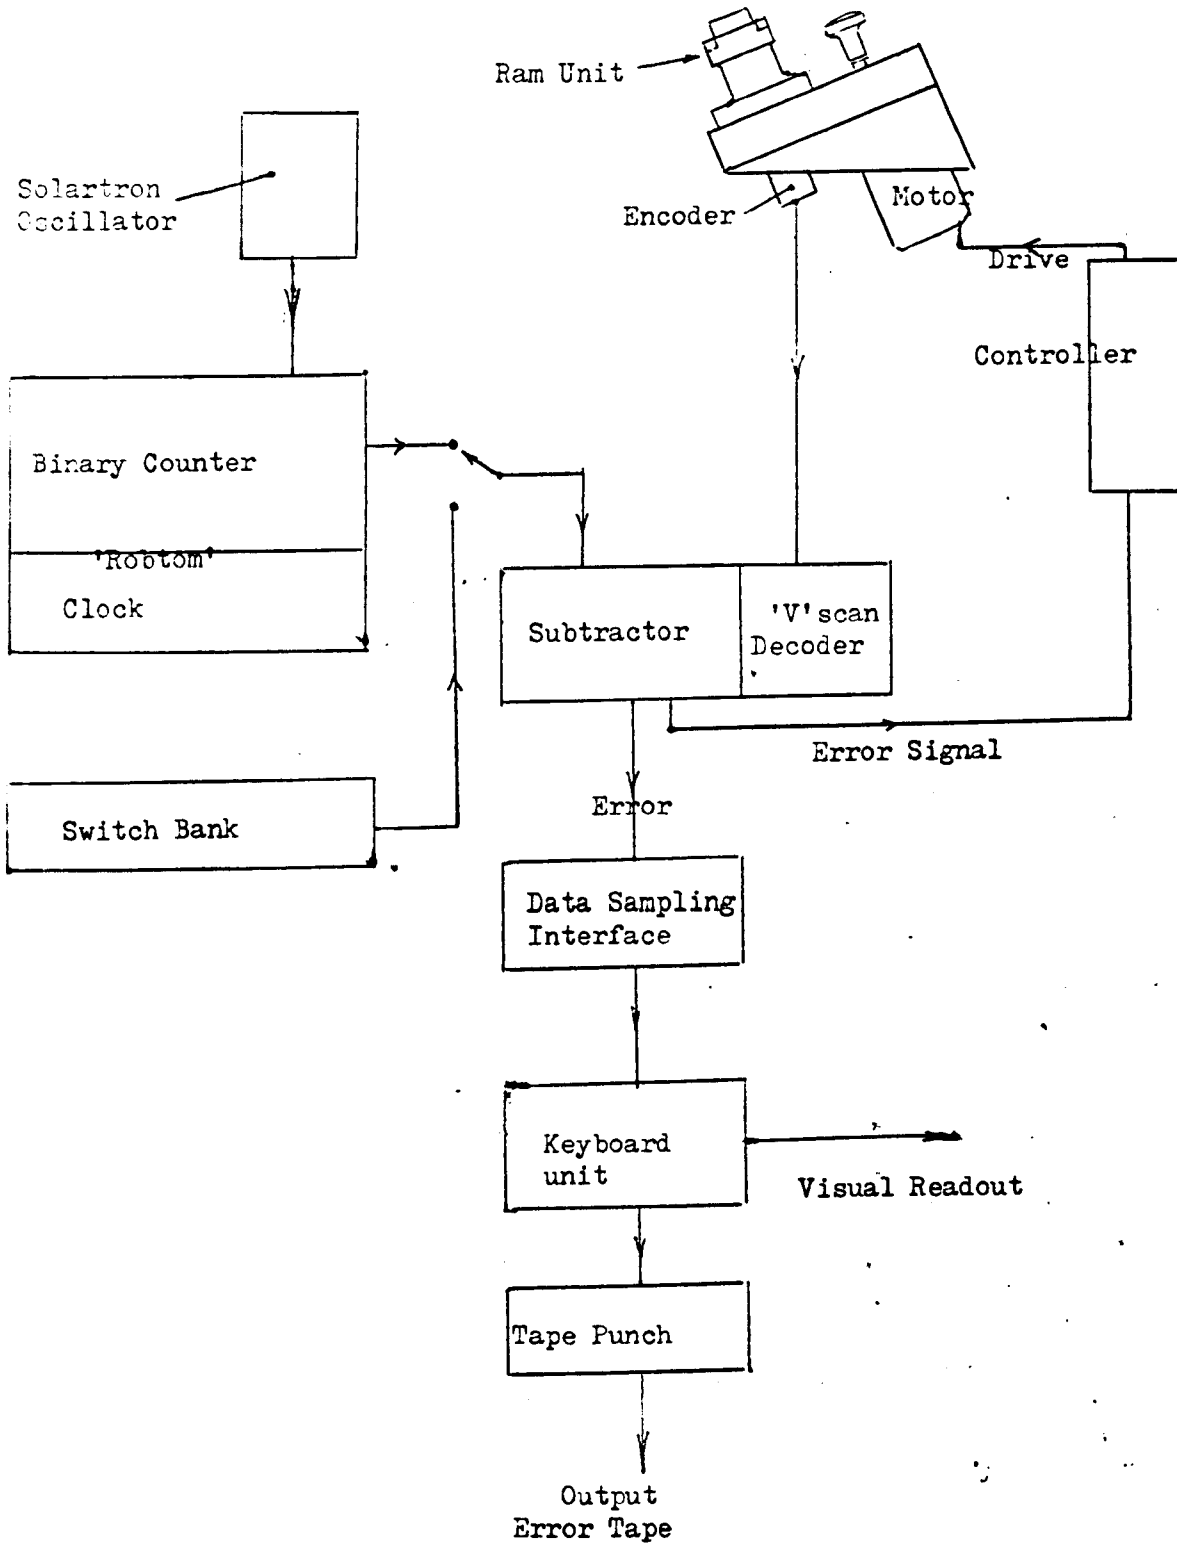 Ram Unit
Solartron
Oscillator
Encoder
Motor
Drive
Controller
Binary Counter
'Robtom'
Clock
Subtractor
'V' scan
Decoder
Error Signal
Switch Bank
Error
Data Sampling
Interface
Keyboard
unit
Visual Readout
Tape Punch
Output
Error Tape